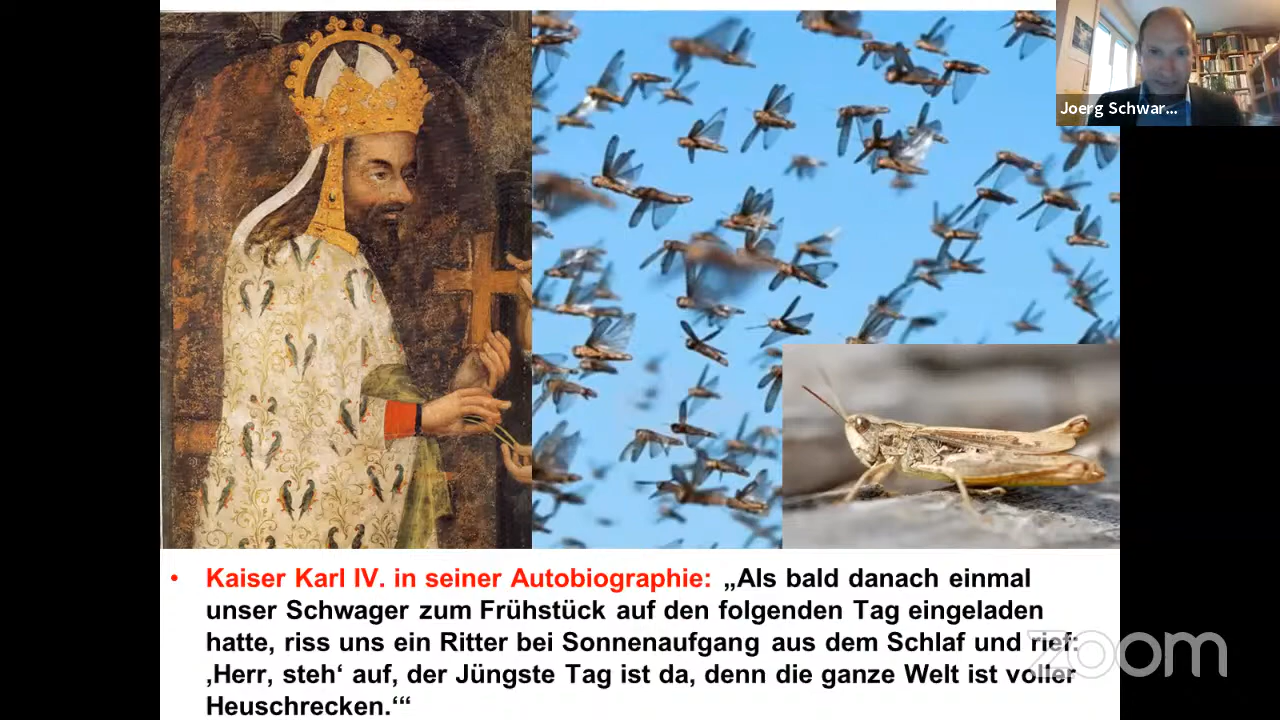 Joerg Schwar...
• Kaiser Karl IV. in seiner Autobiographie: „Als bald danach einmal
unser Schwager zum Frühstück auf den folgenden Tag eingeladen
hatte, riss uns ein Ritter bei Sonnenaufgang aus dem Schlaf und rief:
‚Herr, steh‘ auf, der Jüngste Tag ist da, denn die ganze Welt ist voller
Heuschrecken.‘“
zoom